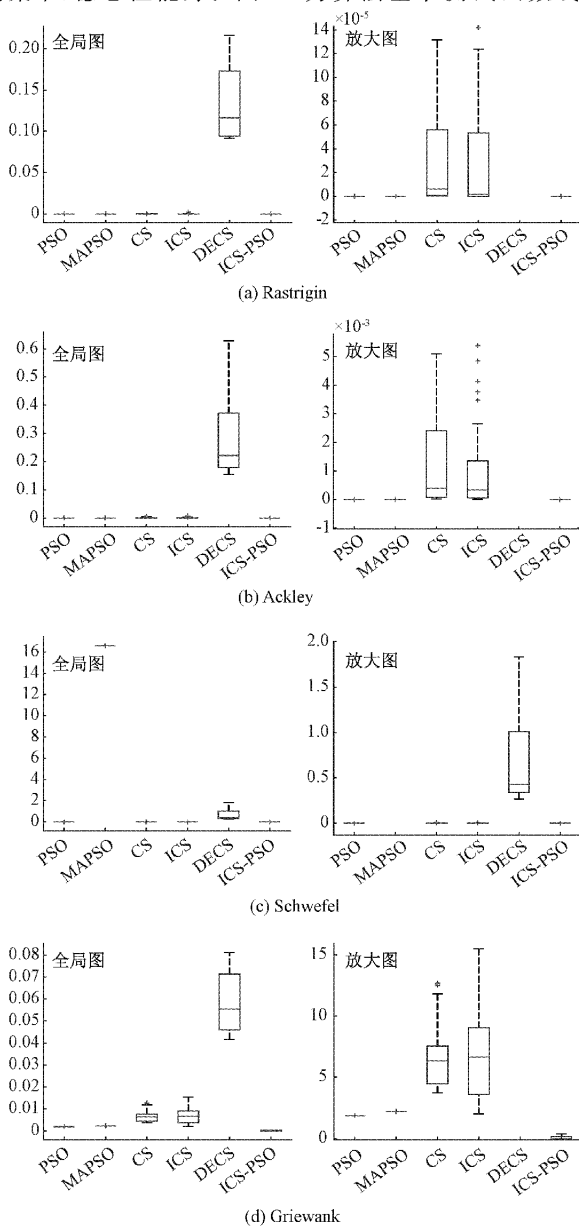 全局图
0.20
0.15
0.10
0.05
0
PSO
MAPSO
CS
ICS
DECS
ICS-PSO
×10-5
放大图
14
12
10
8
6
4
2
0
-2
PSO
MAPSO
CS
ICS
DECS
ICS-PSO
(a) Rastrigin
全局图
0.6
0.5
0.4
0.3
0.2
0.1
0
PSO
MAPSO
CS
ICS
DECS
ICS-PSO
×10-3
放大图
5
4
3
2
1
0
-1
PSO
MAPSO
CS
ICS
DECS
ICS-PSO
(b) Ackley
全局图
16
14
12
10
8
6
4
2
0
PSO
MAPSO
CS
ICS
DECS
ICS-PSO
放大图
2.0
1.5
1.0
0.5
0
PSO
MAPSO
CS
ICS
DECS
ICS-PSO
(c) Schwefel
全局图
0.08
0.07
0.06
0.05
0.04
0.03
0.02
0.01
0
PSO
MAPSO
CS
ICS
DECS
ICS-PSO
放大图
15
10
5
0
PSO
MAPSO
CS
ICS
DECS
ICS-PSO
(d) Griewank